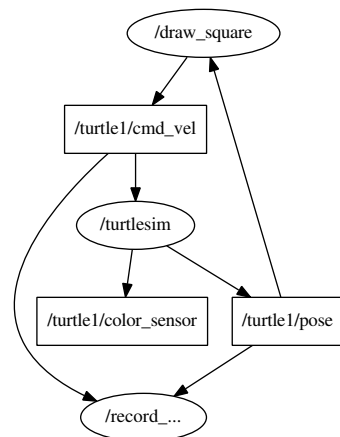 /draw_square
/turtle1/cmd_vel
/turtlesim
/turtle1/color_sensor
/turtle1/pose
/record_...